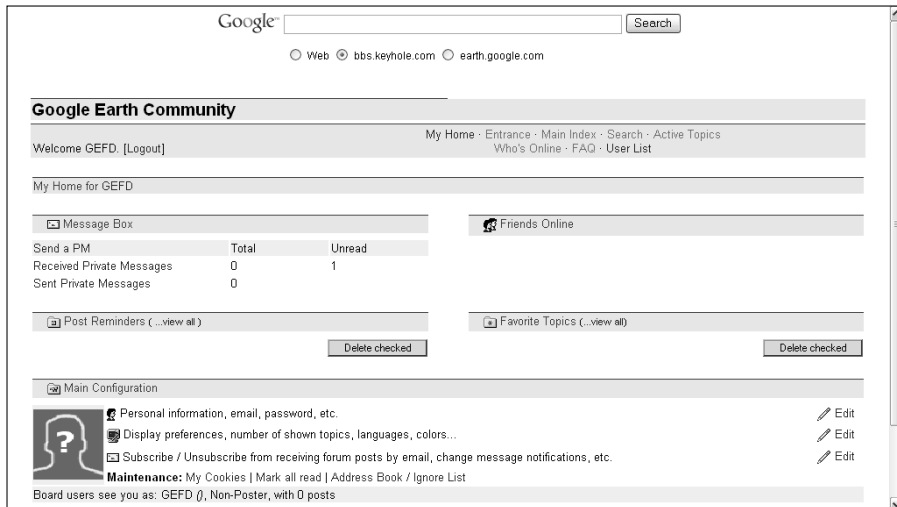 Google™ Search
Web bbs.keyhole.com earth.google.com
Google Earth Community
My Home · Entrance · Main Index · Search · Active Topics
Welcome GEFD. [Logout] Who's Online · FAQ · User List
My Home for GEFD
Message Box
Send a PM Total Unread
Received Private Messages 0 1
Sent Private Messages 0
Friends Online
Post Reminders ( ...view all )
Delete checked
Favorite Topics (...view all)
Delete checked
Main Configuration
Personal information, email, password, etc. Edit
Display preferences, number of shown topics, languages, colors... Edit
Subscribe / Unsubscribe from receiving forum posts by email, change message notifications, etc. Edit
Maintenance: My Cookies | Mark all read | Address Book / Ignore List
Board users see you as: GEFD (), Non-Poster, with 0 posts